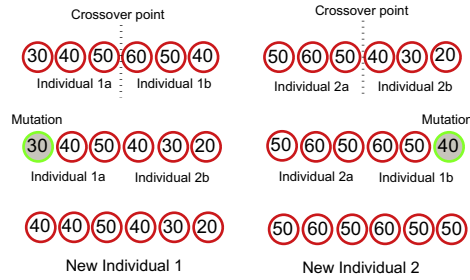 Crossover point
30 40 50 60 50 40
Individual 1a Individual 1b
Crossover point
50 60 50 40 30 20
Individual 2a Individual 2b
Mutation
30 40 50 40 30 20
Individual 1a Individual 2b
Mutation
50 60 50 60 50 40
Individual 2a Individual 1b
40 40 50 40 30 20
New Individual 1
50 60 50 60 50 50
New Individual 2